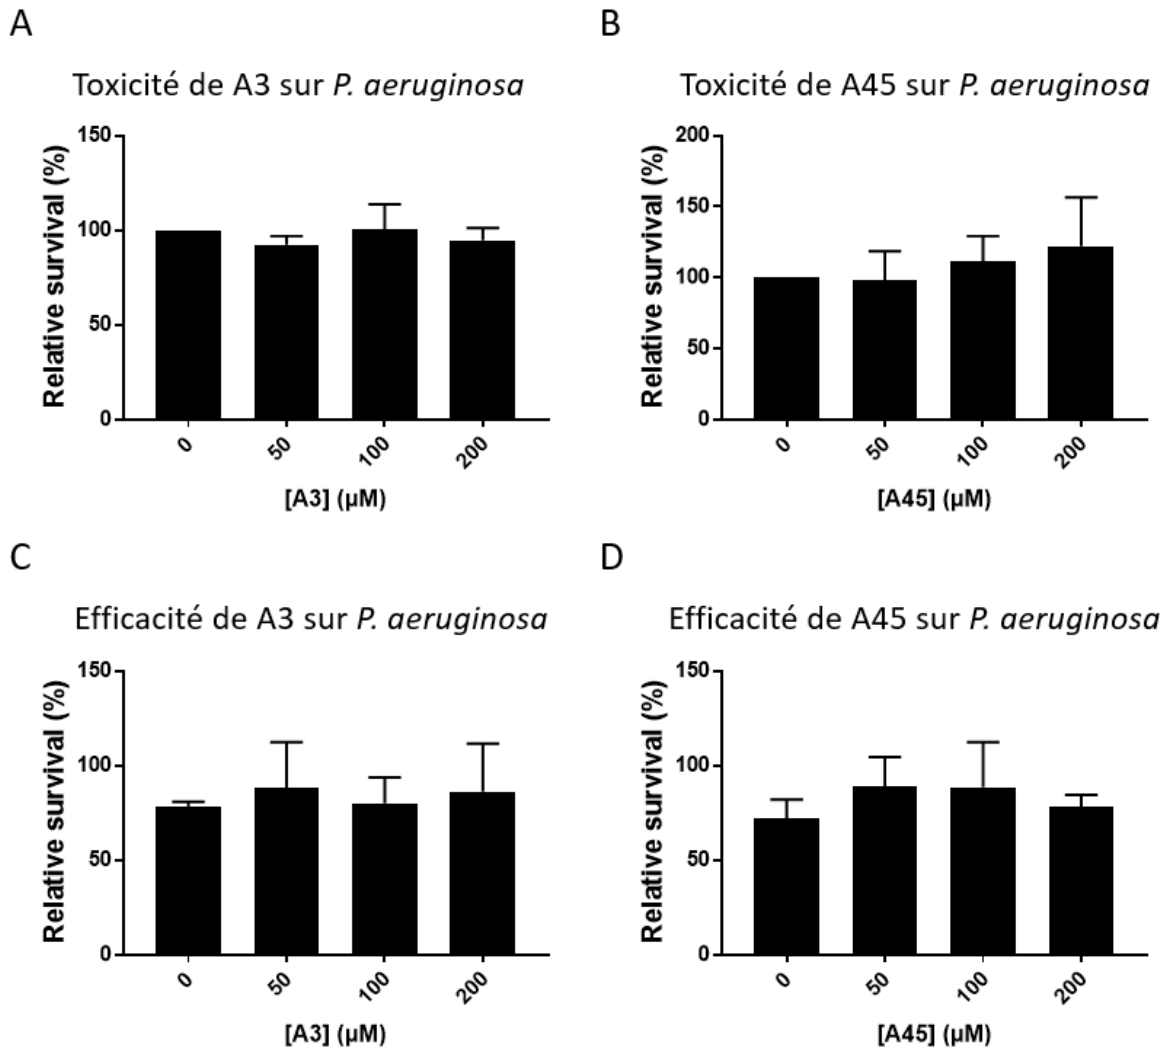 A
Toxicité de A3 sur P. aeruginosa
150
100
50
0
Relative survival (%)
0
50
100
200
[A3] (µM)
B
Toxicité de A45 sur P. aeruginosa
200
150
100
50
0
Relative survival (%)
0
50
100
200
[A45] (µM)
C
Efficacité de A3 sur P. aeruginosa
150
100
50
0
Relative survival (%)
0
50
100
200
[A3] (µM)
D
Efficacité de A45 sur P. aeruginosa
150
100
50
0
Relative survival (%)
0
50
100
200
[A45] (µM)